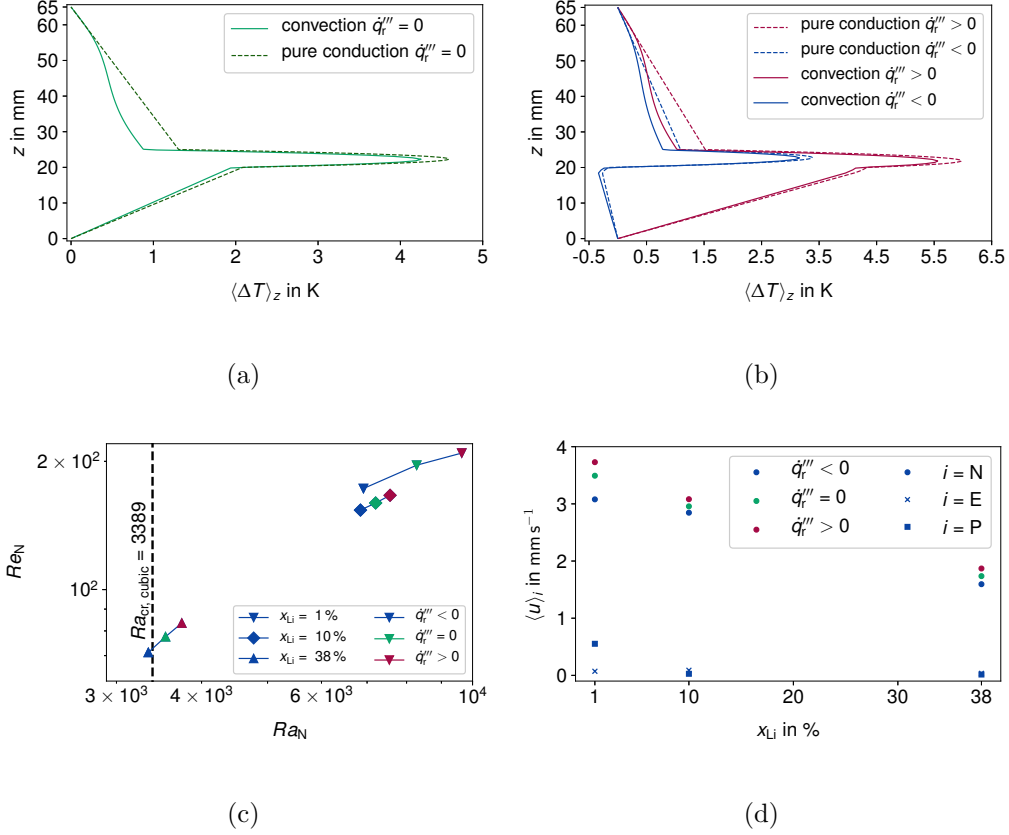 65
60
50
40
30
20
10
0
z in mm
0 1 2 3 4 5
⟨ΔT⟩z in K
convection q̇r''' = 0
pure conduction q̇r''' = 0
(a)
65
60
50
40
30
20
10
0
z in mm
-0.5 0.5 1.5 2.5 3.5 4.5 5.5 6.5
⟨ΔT⟩z in K
pure conduction q̇r''' > 0
pure conduction q̇r''' < 0
convection q̇r''' > 0
convection q̇r''' < 0
(b)
2 × 10²
10²
ReN
Racr, cubic = 3389
xLi = 1 %
xLi = 10 %
xLi = 38 %
q̇r''' < 0
q̇r''' = 0
q̇r''' > 0
3 × 10³ 4 × 10³ 6 × 10³ 10⁴
RaN
(c)
4
3
2
1
0
⟨u⟩i in mm s⁻¹
q̇r''' < 0
q̇r''' = 0
q̇r''' > 0
i = N
i = E
i = P
1 10 20 30 38
xLi in %
(d)